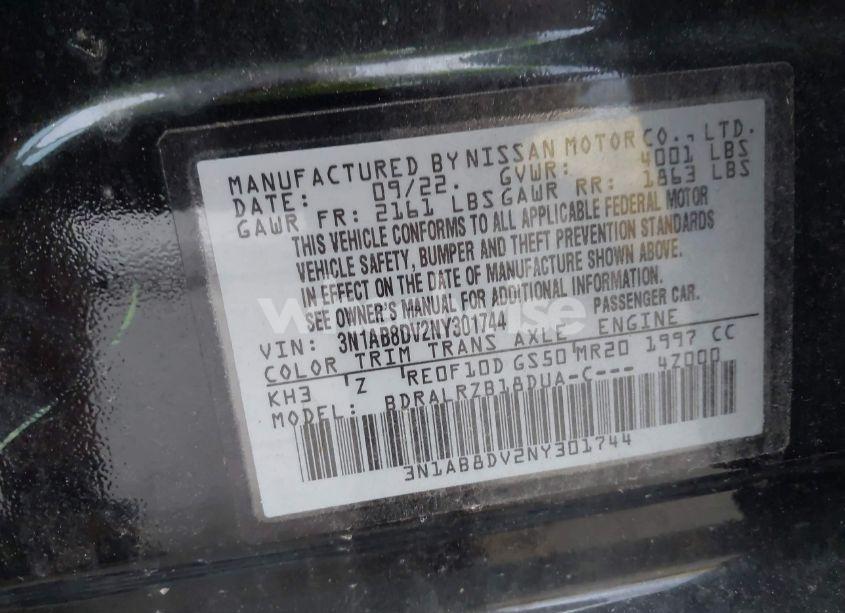 MANUFACTURED BY NISSAN MOTOR CO., LTD.
DATE: 09/22. GVWR: 4001 LBS
GAWR FR: 2161 LBS GAWR RR: 1863 LBS
THIS VEHICLE CONFORMS TO ALL APPLICABLE FEDERAL MOTOR
VEHICLE SAFETY, BUMPER AND THEFT PREVENTION STANDARDS
IN EFFECT ON THE DATE OF MANUFACTURE SHOWN ABOVE.
SEE OWNER'S MANUAL FOR ADDITIONAL INFORMATION.
VIN: 3N1AB8DV2NY301744 PASSENGER CAR.
COLOR TRIM TRANS AXLE ENGINE
KH3 Z RE0F10D GS50 MR20 1997 CC
MODEL: BDRALRZB18DUA-C--- 4Z000
3N1AB8DV2NY301744